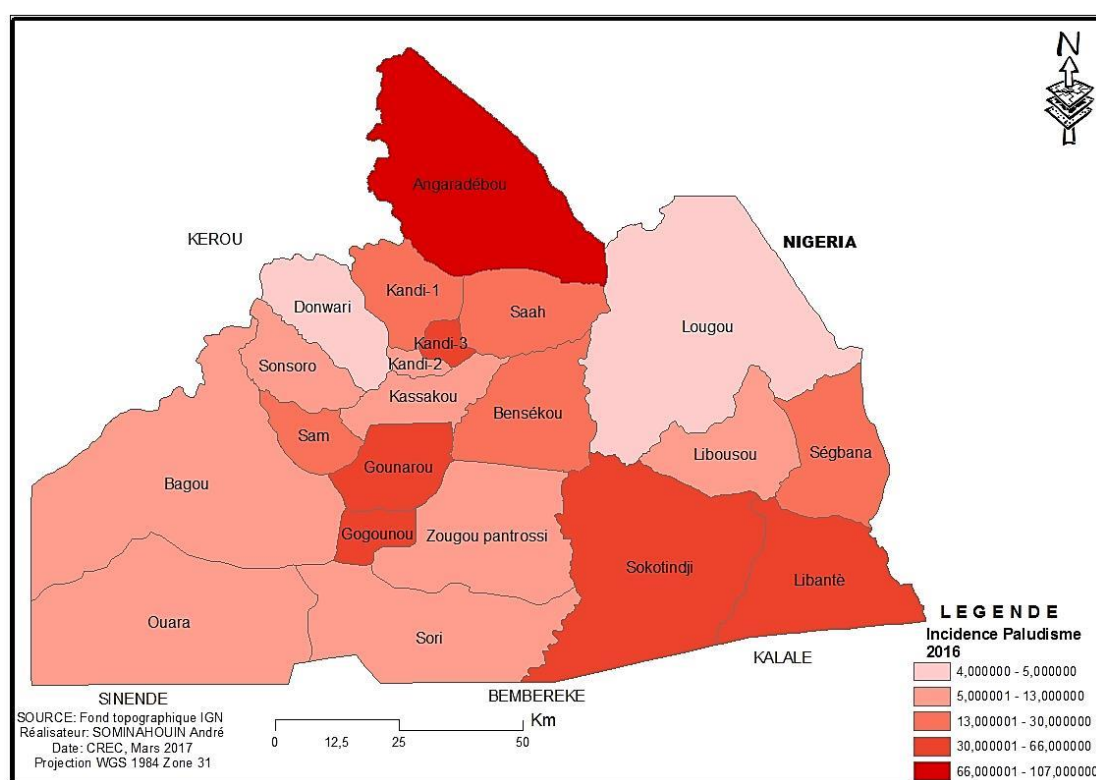 N
Angaradébou
KEROU
NIGERIA
Kandi-1
Donwari
Saah
Lougou
Kandi-3
Kandi-2
Sonsoro
Kassakou
Bensékou
Sam
Libousou
Ségbana
Gounarou
Bagou
Gogounou
Zougou pantrossi
Sokotindji
Libantè
Ouara
Sori
KALALE
SINENDE
BEMBEREKE
SOURCE: Fond topographique IGN
Réalisateur: SOMINAHOUIN André
Date: CREC, Mars 2017
Projection WGS 1984 Zone 31
Km
0 12,5 25 50
LEGENDE
Incidence Paludisme
2016
4,000000 - 5,000000
5,000001 - 13,000000
13,000001 - 30,000000
30,000001 - 66,000000
66,000001 - 107,000000